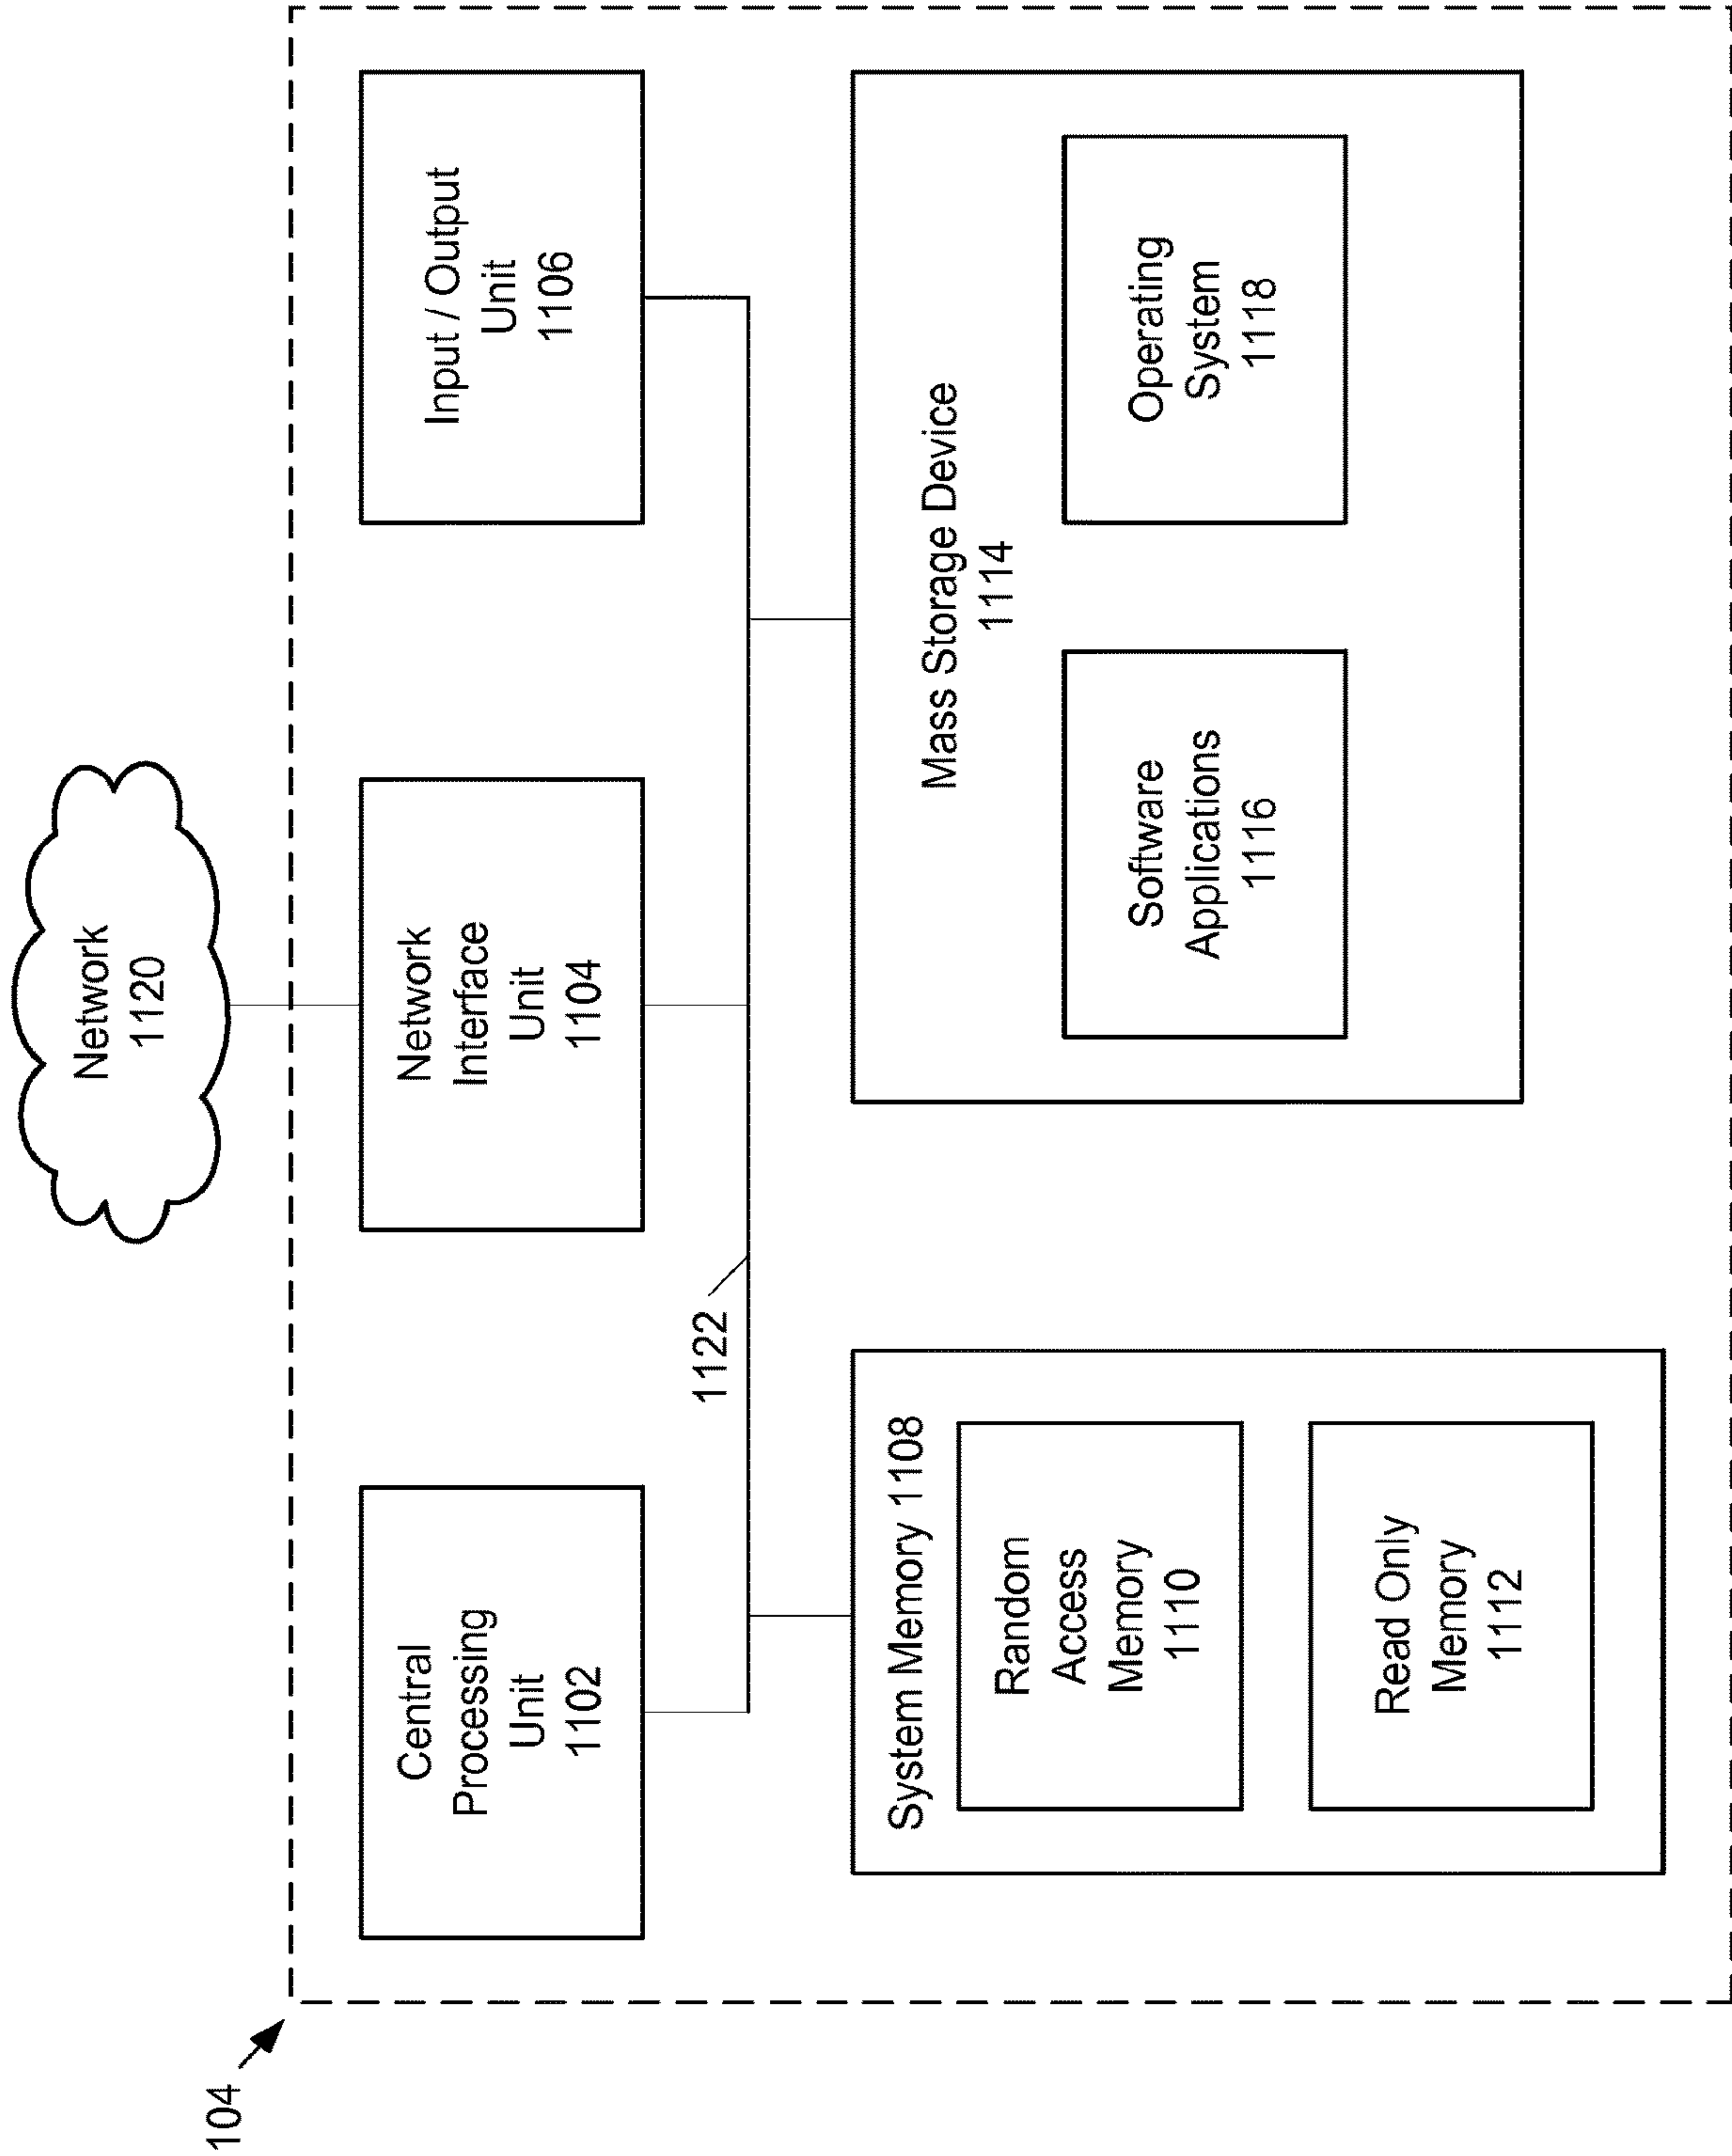 104
Network
1120
Central
Processing
Unit
1102
Network
Interface
Unit
1104
Input / Output
Unit
1106
1122
System Memory 1108
Random
Access
Memory
1110
Read Only
Memory
1112
Mass Storage Device
1114
Software
Applications
1116
Operating
System
1118